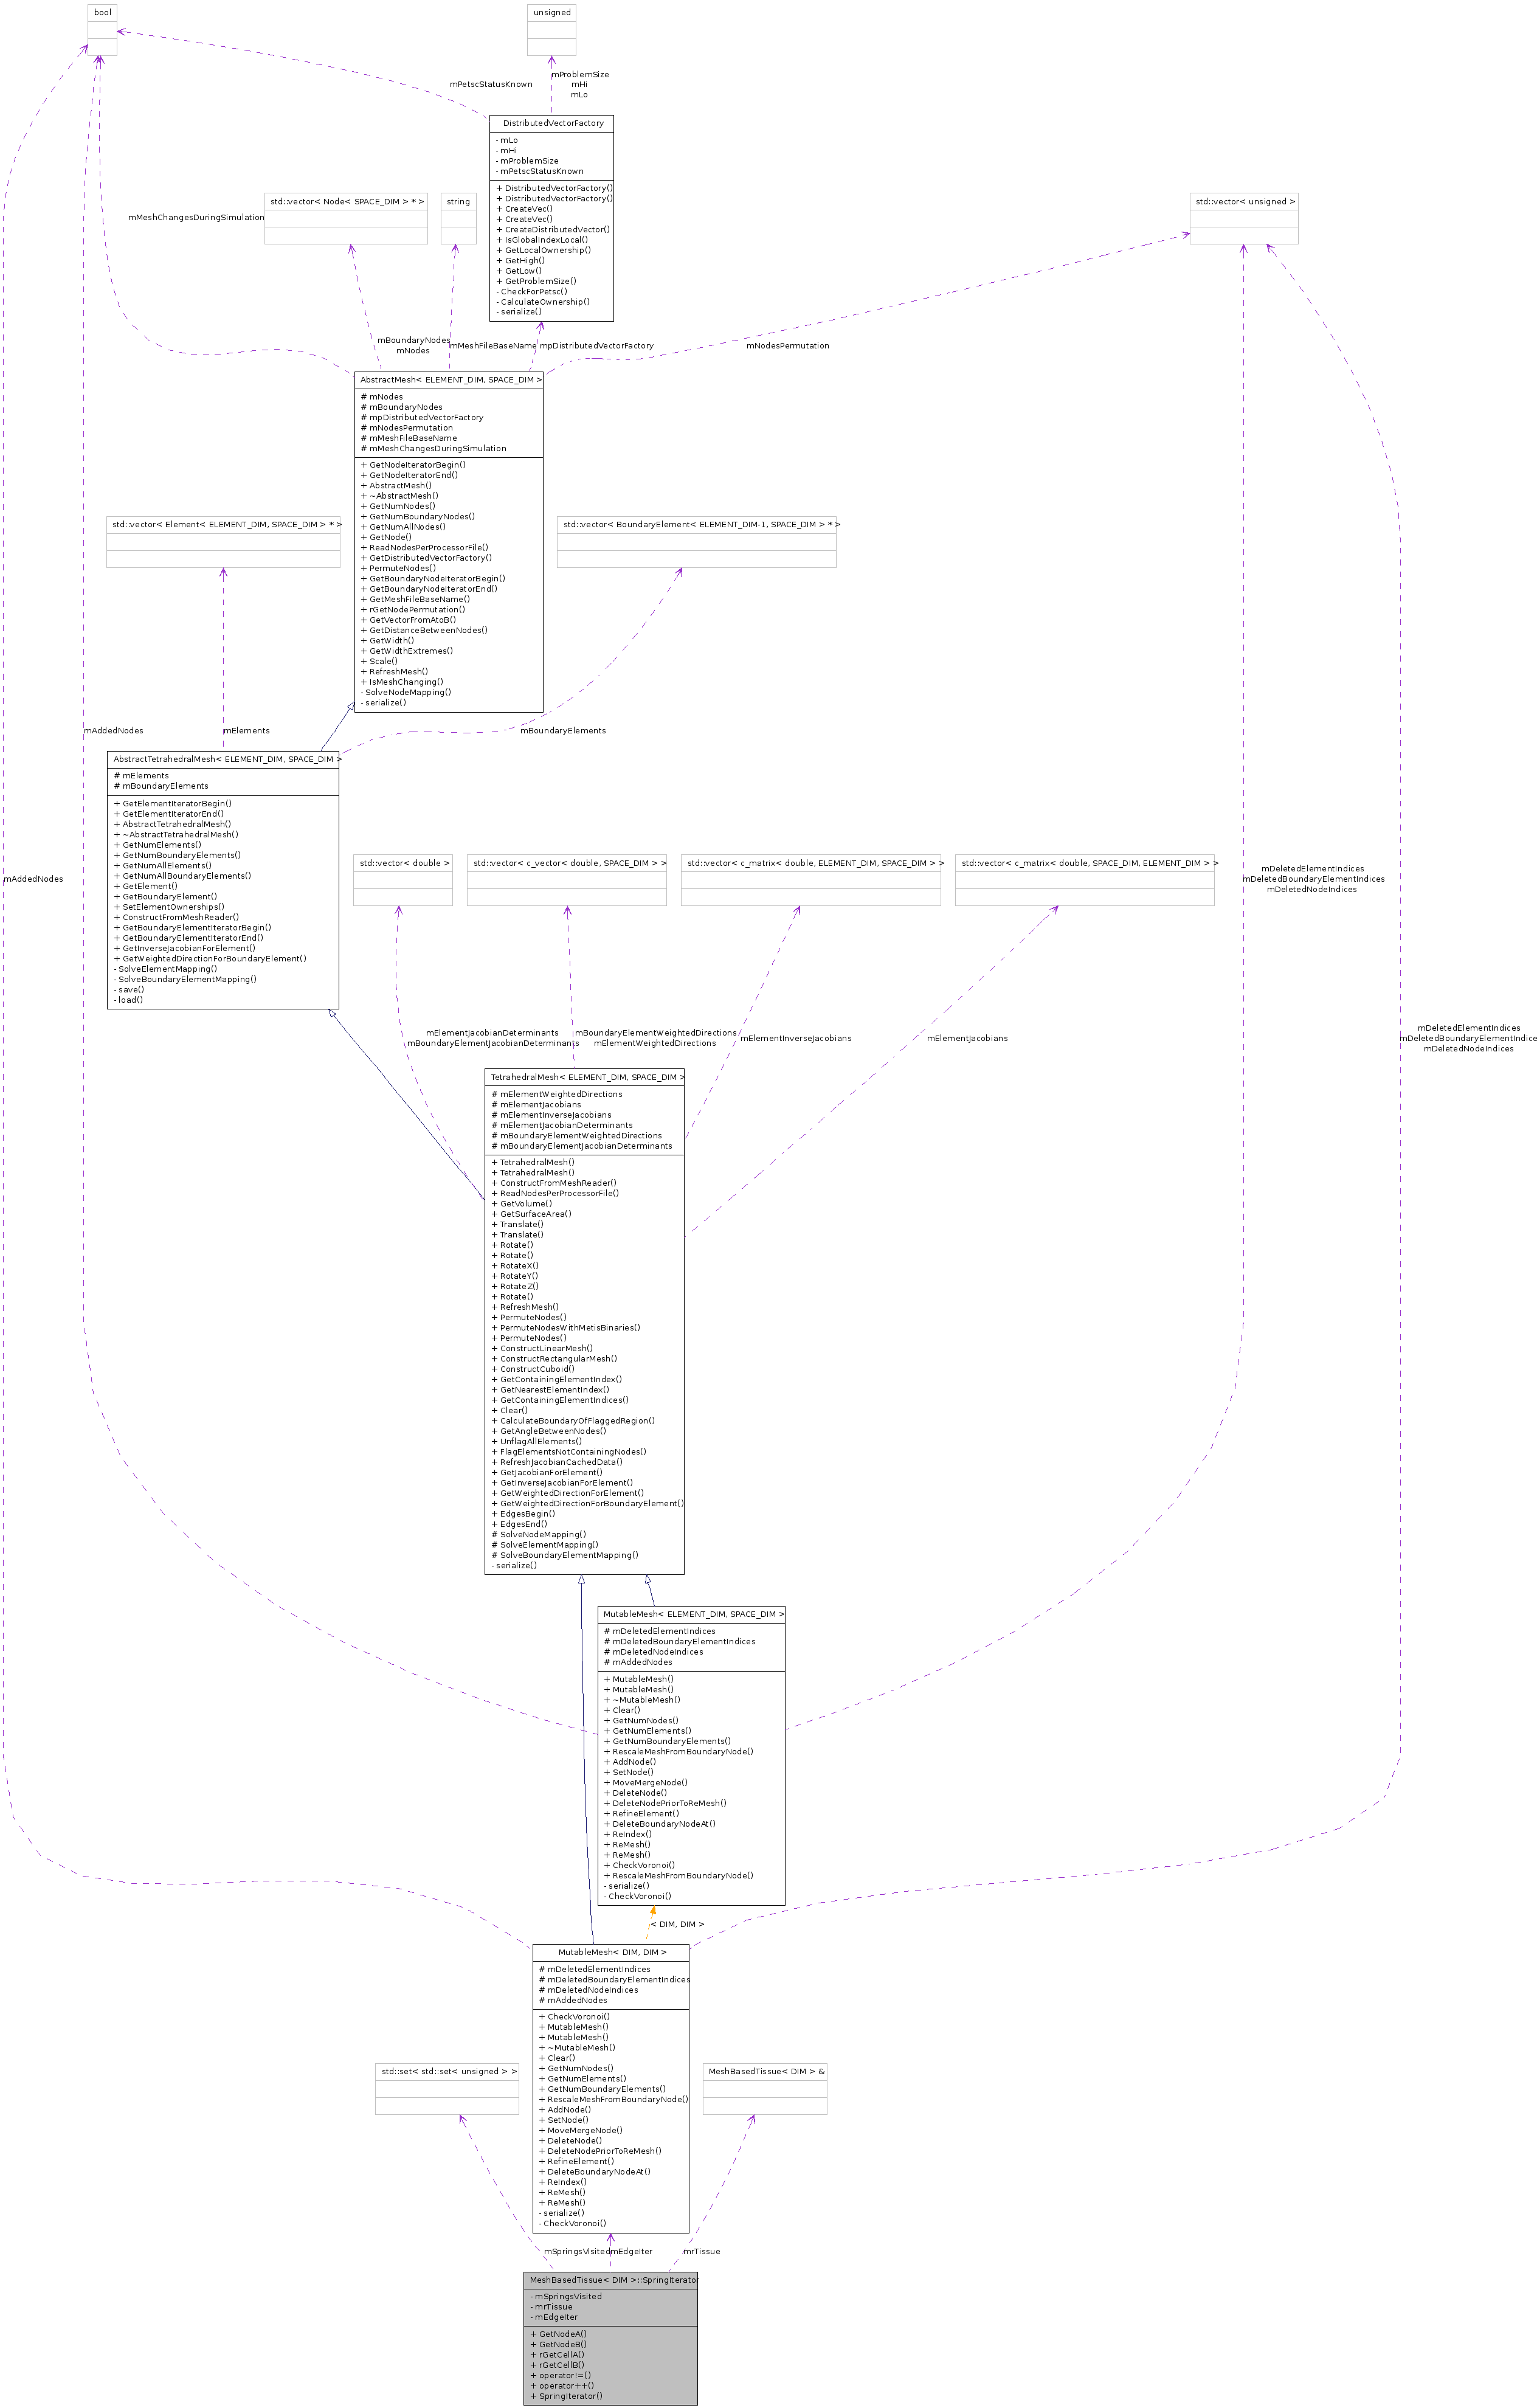 bool
unsigned
mPetscStatusKnown
mProblemSize
mHi
mLo
DistributedVectorFactory
- mLo
- mHi
- mProblemSize
- mPetscStatusKnown
+ DistributedVectorFactory()
+ DistributedVectorFactory()
+ CreateVec()
+ CreateVec()
+ CreateDistributedVector()
+ IsGlobalIndexLocal()
+ GetLocalOwnership()
+ GetHigh()
+ GetLow()
+ GetProblemSize()
- CheckForPetsc()
- CalculateOwnership()
- serialize()
std::vector< Node< SPACE_DIM > * >
string
std::vector< unsigned >
mMeshChangesDuringSimulation
mBoundaryNodes
mNodes
mMeshFileBaseName
mpDistributedVectorFactory
mNodesPermutation
AbstractMesh< ELEMENT_DIM, SPACE_DIM >
# mNodes
# mBoundaryNodes
# mpDistributedVectorFactory
# mNodesPermutation
# mMeshFileBaseName
# mMeshChangesDuringSimulation
+ GetNodeIteratorBegin()
+ GetNodeIteratorEnd()
+ AbstractMesh()
+ ~AbstractMesh()
+ GetNumNodes()
+ GetNumBoundaryNodes()
+ GetNumAllNodes()
+ GetNode()
+ ReadNodesPerProcessorFile()
+ GetDistributedVectorFactory()
+ PermuteNodes()
+ GetBoundaryNodeIteratorBegin()
+ GetBoundaryNodeIteratorEnd()
+ GetMeshFileBaseName()
+ rGetNodePermutation()
+ GetVectorFromAtoB()
+ GetDistanceBetweenNodes()
+ GetWidth()
+ GetWidthExtremes()
+ Scale()
+ RefreshMesh()
+ IsMeshChanging()
- SolveNodeMapping()
- serialize()
std::vector< Element< ELEMENT_DIM, SPACE_DIM > * >
std::vector< BoundaryElement< ELEMENT_DIM-1, SPACE_DIM > * >
mAddedNodes
mElements
mBoundaryElements
AbstractTetrahedralMesh< ELEMENT_DIM, SPACE_DIM >
# mElements
# mBoundaryElements
+ GetElementIteratorBegin()
+ GetElementIteratorEnd()
+ AbstractTetrahedralMesh()
+ ~AbstractTetrahedralMesh()
+ GetNumElements()
+ GetNumBoundaryElements()
+ GetNumAllElements()
+ GetNumAllBoundaryElements()
+ GetElement()
+ GetBoundaryElement()
+ SetElementOwnerships()
+ ConstructFromMeshReader()
+ GetBoundaryElementIteratorBegin()
+ GetBoundaryElementIteratorEnd()
+ GetInverseJacobianForElement()
+ GetWeightedDirectionForBoundaryElement()
- SolveElementMapping()
- SolveBoundaryElementMapping()
- save()
- load()
mAddedNodes
std::vector< double >
std::vector< c_vector< double, SPACE_DIM > >
std::vector< c_matrix< double, ELEMENT_DIM, SPACE_DIM > >
std::vector< c_matrix< double, SPACE_DIM, ELEMENT_DIM > >
mDeletedElementIndices
mDeletedBoundaryElementIndices
mDeletedNodeIndices
mElementJacobianDeterminants
mBoundaryElementJacobianDeterminants
mBoundaryElementWeightedDirections
mElementWeightedDirections
mElementInverseJacobians
mElementJacobians
mDeletedElementIndices
mDeletedBoundaryElementIndice
mDeletedNodeIndices
TetrahedralMesh< ELEMENT_DIM, SPACE_DIM >
# mElementWeightedDirections
# mElementJacobians
# mElementInverseJacobians
# mElementJacobianDeterminants
# mBoundaryElementWeightedDirections
# mBoundaryElementJacobianDeterminants
+ TetrahedralMesh()
+ TetrahedralMesh()
+ ConstructFromMeshReader()
+ ReadNodesPerProcessorFile()
+ GetVolume()
+ GetSurfaceArea()
+ Translate()
+ Translate()
+ Rotate()
+ Rotate()
+ RotateX()
+ RotateY()
+ RotateZ()
+ Rotate()
+ RefreshMesh()
+ PermuteNodes()
+ PermuteNodesWithMetisBinaries()
+ PermuteNodes()
+ ConstructLinearMesh()
+ ConstructRectangularMesh()
+ ConstructCuboid()
+ GetContainingElementIndex()
+ GetNearestElementIndex()
+ GetContainingElementIndices()
+ Clear()
+ CalculateBoundaryOfFlaggedRegion()
+ GetAngleBetweenNodes()
+ UnflagAllElements()
+ FlagElementsNotContainingNodes()
+ RefreshJacobianCachedData()
+ GetJacobianForElement()
+ GetInverseJacobianForElement()
+ GetWeightedDirectionForElement()
+ GetWeightedDirectionForBoundaryElement()
+ EdgesBegin()
+ EdgesEnd()
# SolveNodeMapping()
# SolveElementMapping()
# SolveBoundaryElementMapping()
- serialize()
MutableMesh< ELEMENT_DIM, SPACE_DIM >
# mDeletedElementIndices
# mDeletedBoundaryElementIndices
# mDeletedNodeIndices
# mAddedNodes
+ MutableMesh()
+ MutableMesh()
+ ~MutableMesh()
+ Clear()
+ GetNumNodes()
+ GetNumElements()
+ GetNumBoundaryElements()
+ RescaleMeshFromBoundaryNode()
+ AddNode()
+ SetNode()
+ MoveMergeNode()
+ DeleteNode()
+ DeleteNodePriorToReMesh()
+ RefineElement()
+ DeleteBoundaryNodeAt()
+ ReIndex()
+ ReMesh()
+ ReMesh()
+ CheckVoronoi()
+ RescaleMeshFromBoundaryNode()
- serialize()
- CheckVoronoi()
< DIM, DIM >
MutableMesh< DIM, DIM >
# mDeletedElementIndices
# mDeletedBoundaryElementIndices
# mDeletedNodeIndices
# mAddedNodes
+ CheckVoronoi()
+ MutableMesh()
+ MutableMesh()
+ ~MutableMesh()
+ Clear()
+ GetNumNodes()
+ GetNumElements()
+ GetNumBoundaryElements()
+ RescaleMeshFromBoundaryNode()
+ AddNode()
+ SetNode()
+ MoveMergeNode()
+ DeleteNode()
+ DeleteNodePriorToReMesh()
+ RefineElement()
+ DeleteBoundaryNodeAt()
+ ReIndex()
+ ReMesh()
+ ReMesh()
- serialize()
- CheckVoronoi()
std::set< std::set< unsigned > >
MeshBasedTissue< DIM > &
mSpringsVisited
mEdgeIter
mrTissue
MeshBasedTissue< DIM >::SpringIterator
- mSpringsVisited
- mrTissue
- mEdgeIter
+ GetNodeA()
+ GetNodeB()
+ rGetCellA()
+ rGetCellB()
+ operator!=()
+ operator++()
+ SpringIterator()